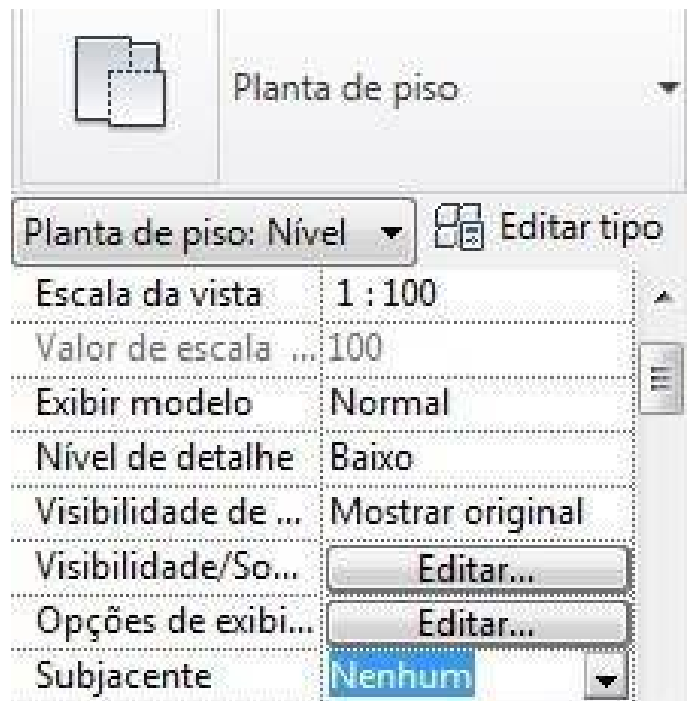 Planta de piso
Planta de piso: Nível Editar tipo
Escala da vista 1 : 100
Valor de escala ... 100
Exibir modelo Normal
Nível de detalhe Baixo
Visibilidade de ... Mostrar original
Visibilidade/So... Editar...
Opções de exibi... Editar...
Subjacente Nenhum